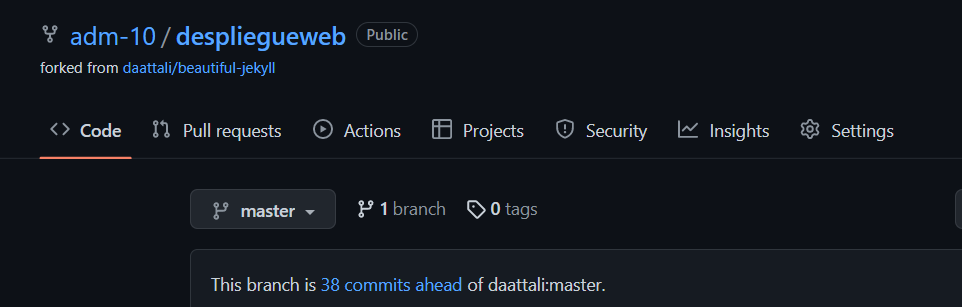 adm-10 / despliegueweb Public
forked from daattali/beautiful-jekyll
Code Pull requests Actions Projects Security Insights Settings
master 1 branch 0 tags
This branch is 38 commits ahead of daattali:master.